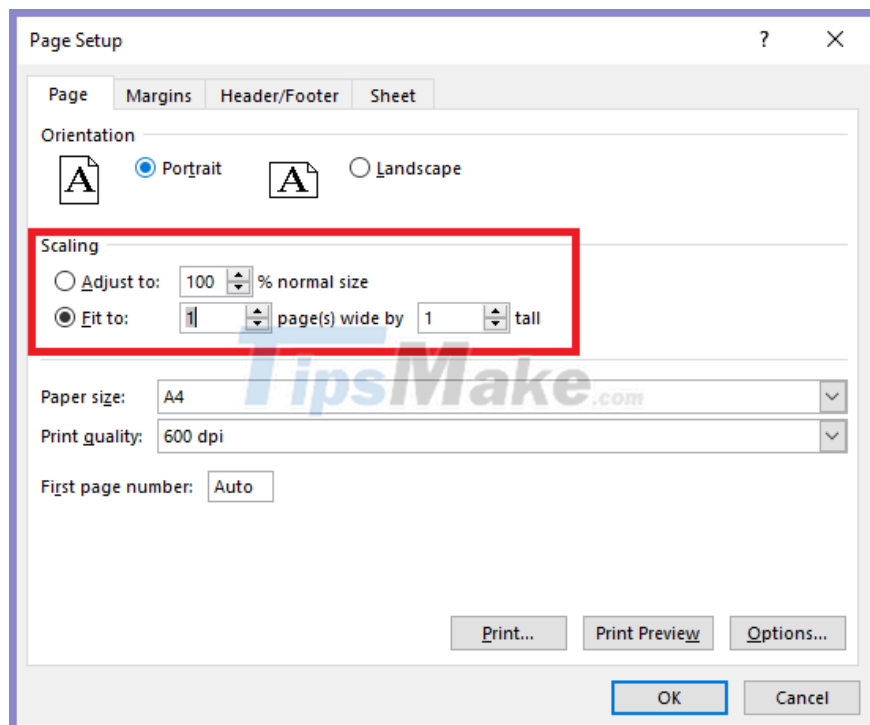 Page Setup ?
Page Margins Header/Footer Sheet
Orientation
A Portrait A Landscape
Scaling
Adjust to: 100 % normal size
Fit to: 1 page(s) wide by 1 tall
TipsMake.com
Paper size: A4
Print quality: 600 dpi
First page number: Auto
Print... Print Preview Options...
OK Cancel